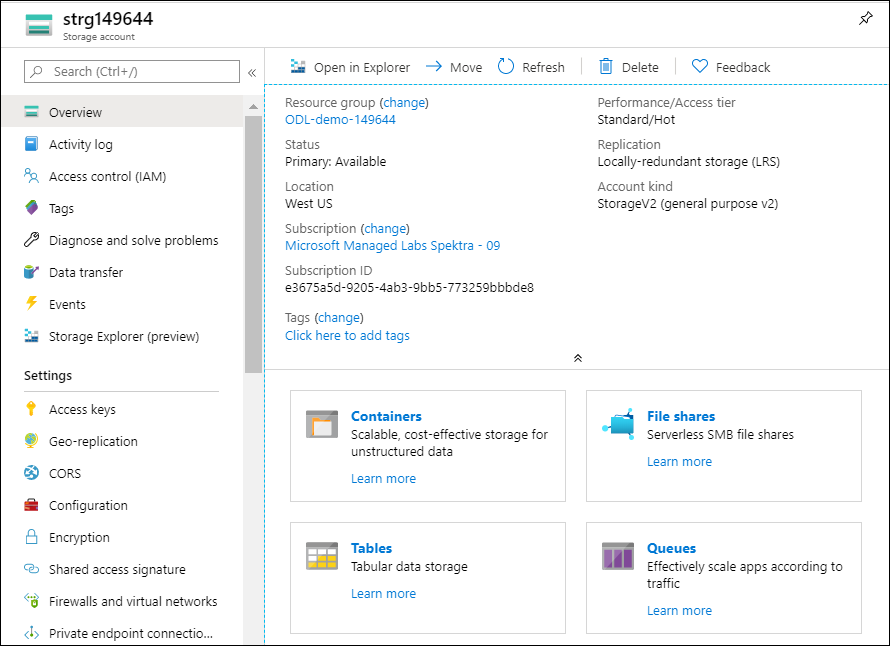 strg149644
Storage account
Search (Ctrl+/)
«
Overview
Activity log
Access control (IAM)
Tags
Diagnose and solve problems
Data transfer
Events
Storage Explorer (preview)
Settings
Access keys
Geo-replication
CORS
Configuration
Encryption
Shared access signature
Firewalls and virtual networks
Private endpoint connectio...
Open in Explorer
Move
Refresh
Delete
Feedback
Resource group (change)
ODL-demo-149644
Status
Primary: Available
Location
West US
Subscription (change)
Microsoft Managed Labs Spektra - 09
Subscription ID
e3675a5d-9205-4ab3-9bb5-773259bbbde8
Tags (change)
Click here to add tags
Performance/Access tier
Standard/Hot
Replication
Locally-redundant storage (LRS)
Account kind
StorageV2 (general purpose v2)
Containers
Scalable, cost-effective storage for
unstructured data
Learn more
File shares
Serverless SMB file shares
Learn more
Tables
Tabular data storage
Learn more
Queues
Effectively scale apps according to
traffic
Learn more